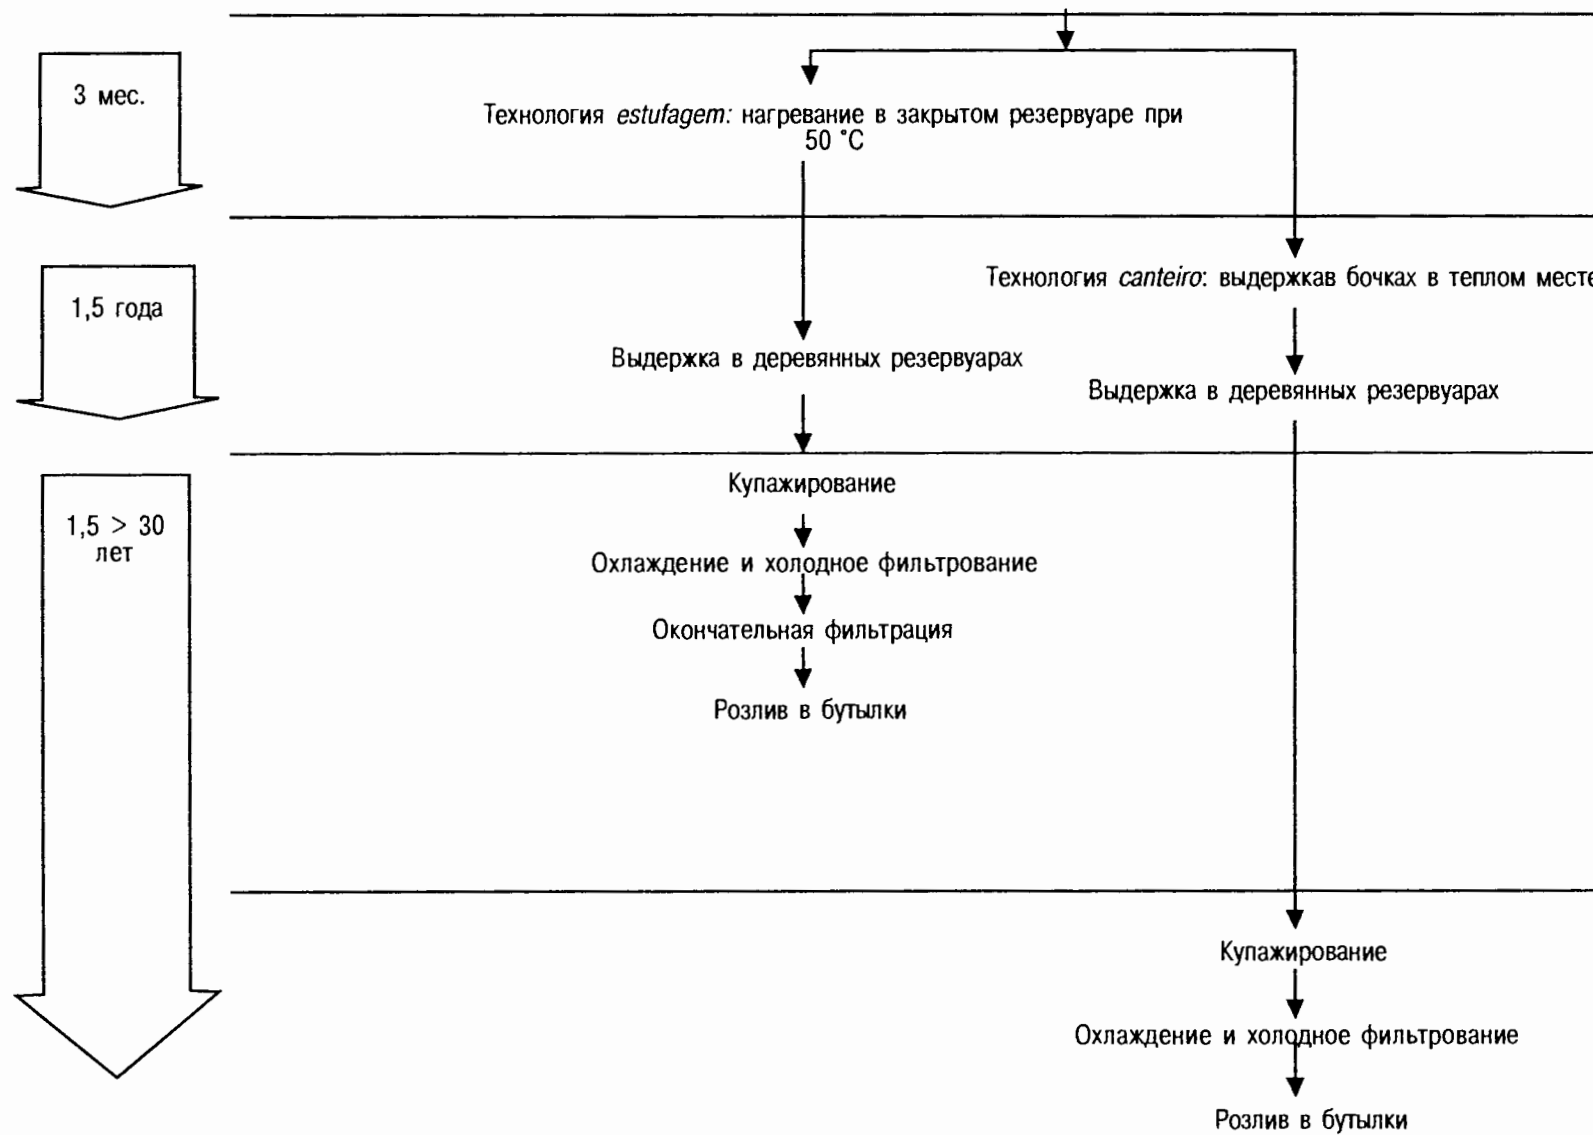 3 мес.
Технология estufagem: нагревание в закрытом резервуаре при
50 °C
1,5 года
Технология canteiro: выдержкав бочках в теплом месте
Выдержка в деревянных резервуарах
Выдержка в деревянных резервуарах
1,5 > 30
лет
Купажирование
Охлаждение и холодное фильтрование
Окончательная фильтрация
Розлив в бутылки
Купажирование
Охлаждение и холодное фильтрование
Розлив в бутылки